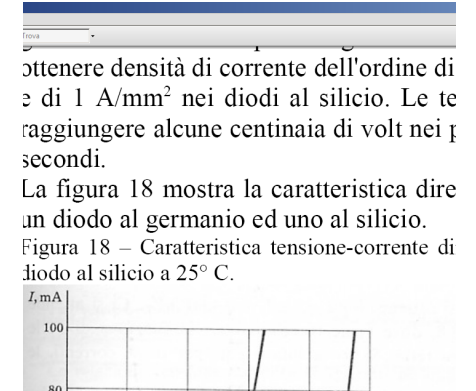 Trova
ottenere densità di corrente dell'ordine di
e di 1 A/mm² nei diodi al silicio. Le te
raggiungere alcune centinaia di volt nei p
secondi.
La figura 18 mostra la caratteristica dire
un diodo al germanio ed uno al silicio.
Figura 18 – Caratteristica tensione-corrente di
diodo al silicio a 25° C.
I, mA
100
80